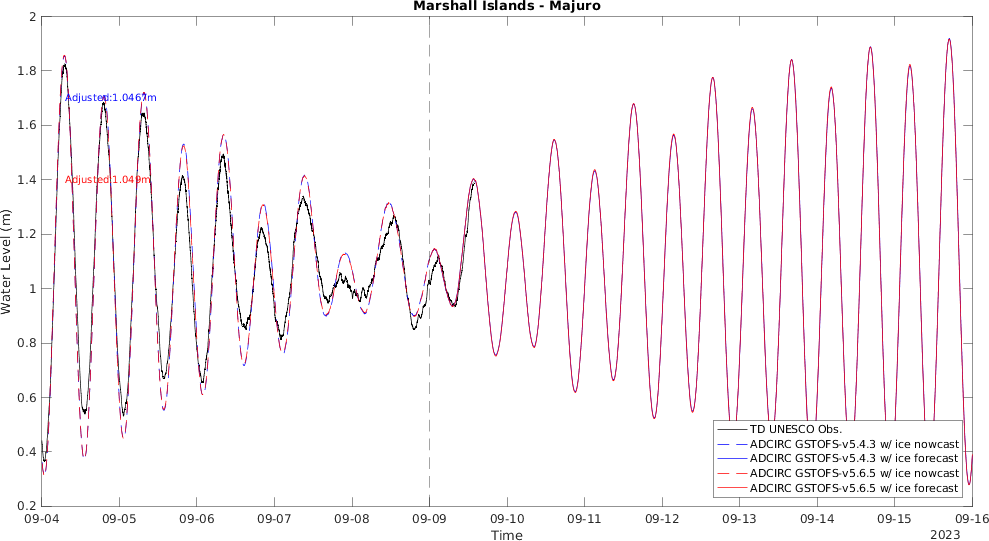 Marshall Islands - Majuro
2
1.8
1.6
1.4
1.2
1
0.8
0.6
0.4
0.2
Water Level (m)
Adjusted:1.0467m
Adjusted:1.049m
TD UNESCO Obs.
ADCIRC GSTOFS-v5.4.3 w/ ice nowcast
ADCIRC GSTOFS-v5.4.3 w/ ice forecast
ADCIRC GSTOFS-v5.6.5 w/ ice nowcast
ADCIRC GSTOFS-v5.6.5 w/ ice forecast
09-04 09-05 09-06 09-07 09-08 09-09 09-10 09-11 09-12 09-13 09-14 09-15 09-16
Time
2023